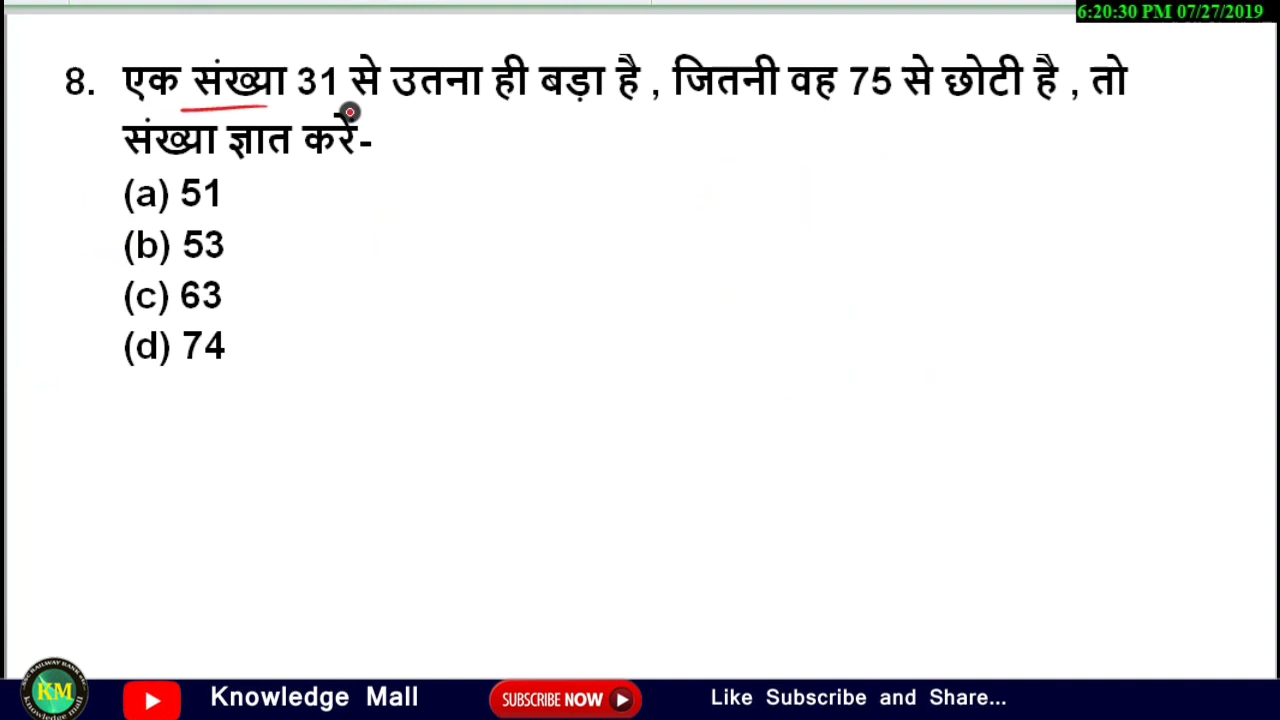 6:20:30 PM 07/27/2019
8. एक संख्या 31 से उतना ही बड़ा है , जितनी वह 75 से छोटी है , तो
संख्या ज्ञात करें-
(a) 51
(b) 53
(c) 63
(d) 74
KM
Knowledge Mall
SUBSCRIBE NOW
Like Subscribe and Share...